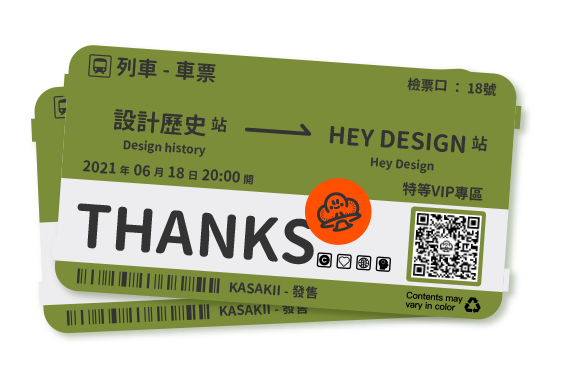 列車 - 車票
檢票口 ： 18號
設計歷史 站
Design history
HEY DESIGN 站
Hey Design
2021 年 06 月 18 日 20:00 開
特等VIP專區
THANKS
KASAKII - 發售
Contents may
vary in color
KASAKII - 發售